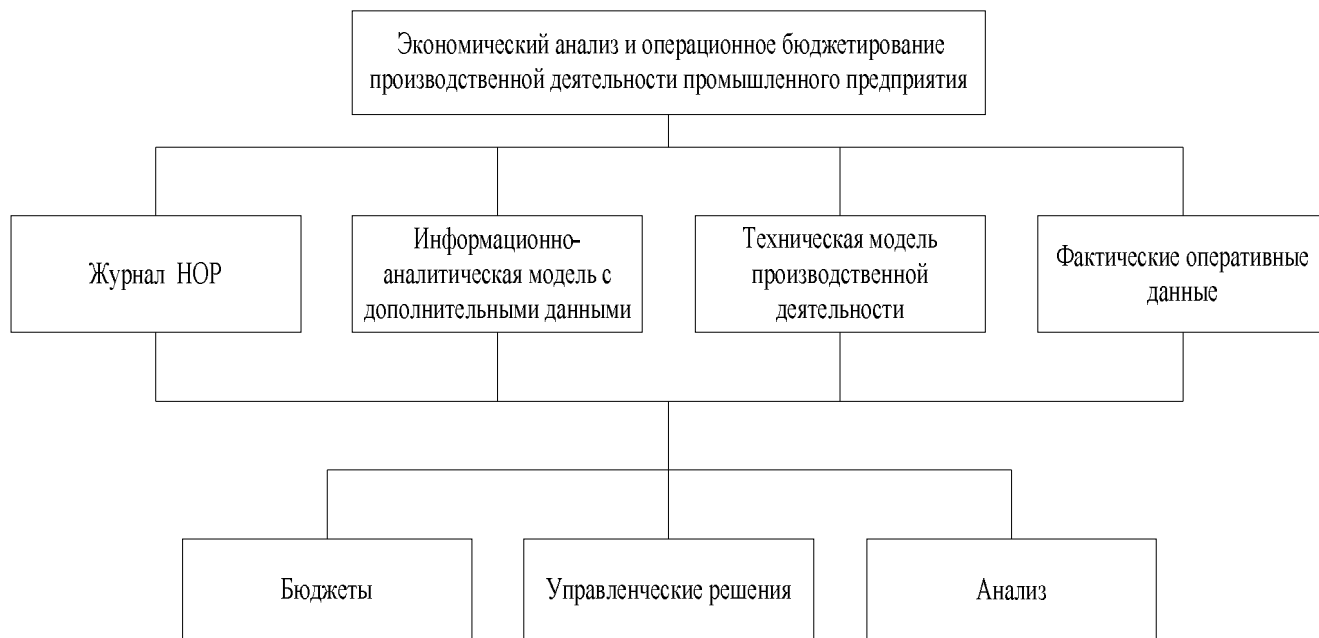 Экономический анализ и операционное бюджетирование
производственной деятельности промышленного предприятия
Журнал НОР
Информационно-
аналитическая модель с
дополнительными данными
Техническая модель
производственной
деятельности
Фактические оперативные
данные
Бюджеты
Управленческие решения
Анализ